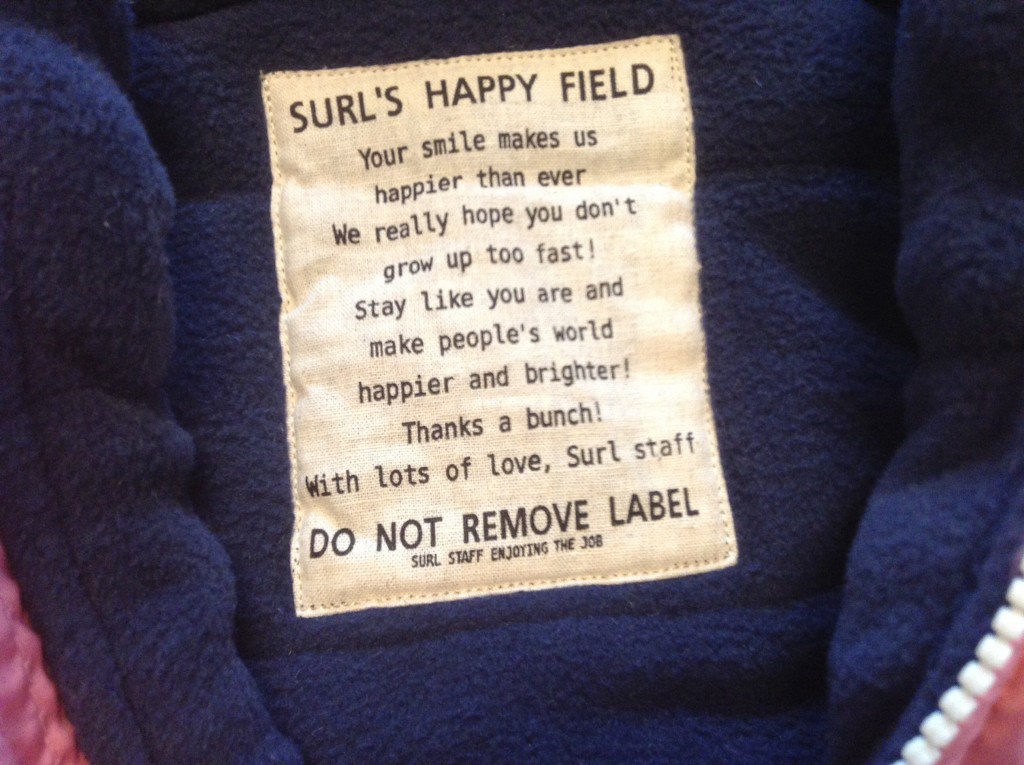 SURL'S HAPPY FIELD
Your smile makes us
happier than ever
We really hope you don't
grow up too fast!
Stay like you are and
make people's world
happier and brighter!
Thanks a bunch!
With lots of love, Surl staff
DO NOT REMOVE LABEL
SURL STAFF ENJOYING THE JOB